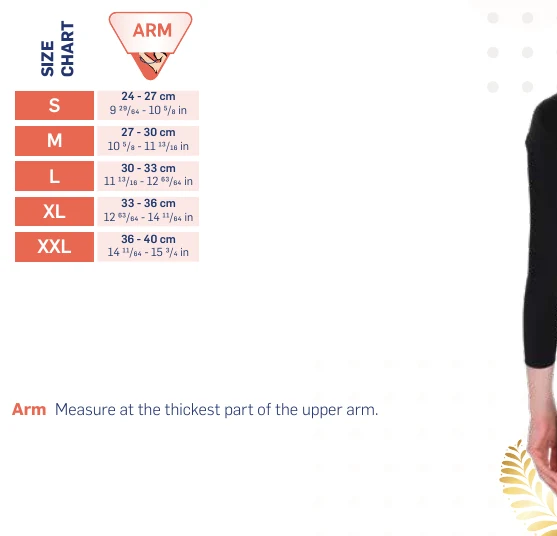 SIZE
CHART
ARM
S
24 - 27 cm
9 ²⁹/₆₄ - 10 ⁵/₈ in
M
27 - 30 cm
10 ⁵/₈ - 11 ¹³/₁₆ in
L
30 - 33 cm
11 ¹³/₁₆ - 12 ⁶³/₆₄ in
XL
33 - 36 cm
12 ⁶³/₆₄ - 14 ¹¹/₆₄ in
XXL
36 - 40 cm
14 ¹¹/₆₄ - 15 ³/₄ in
Arm Measure at the thickest part of the upper arm.